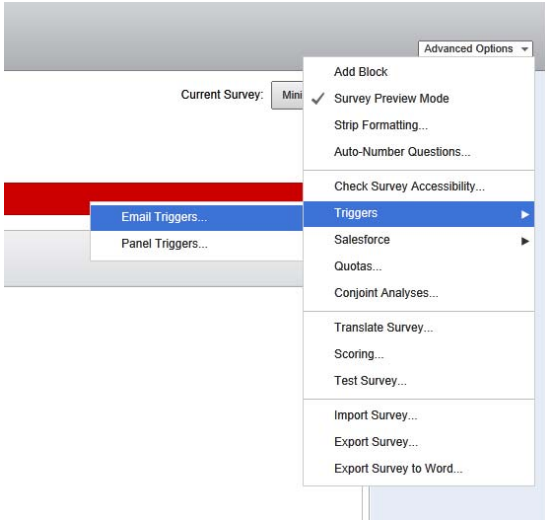 Advanced Options
Add Block
Current Survey: Mini
Survey Preview Mode
Strip Formatting...
Auto-Number Questions...
Check Survey Accessibility...
Triggers
Email Triggers...
Panel Triggers...
Salesforce
Quotas...
Conjoint Analyses...
Translate Survey...
Scoring...
Test Survey...
Import Survey...
Export Survey...
Export Survey to Word...